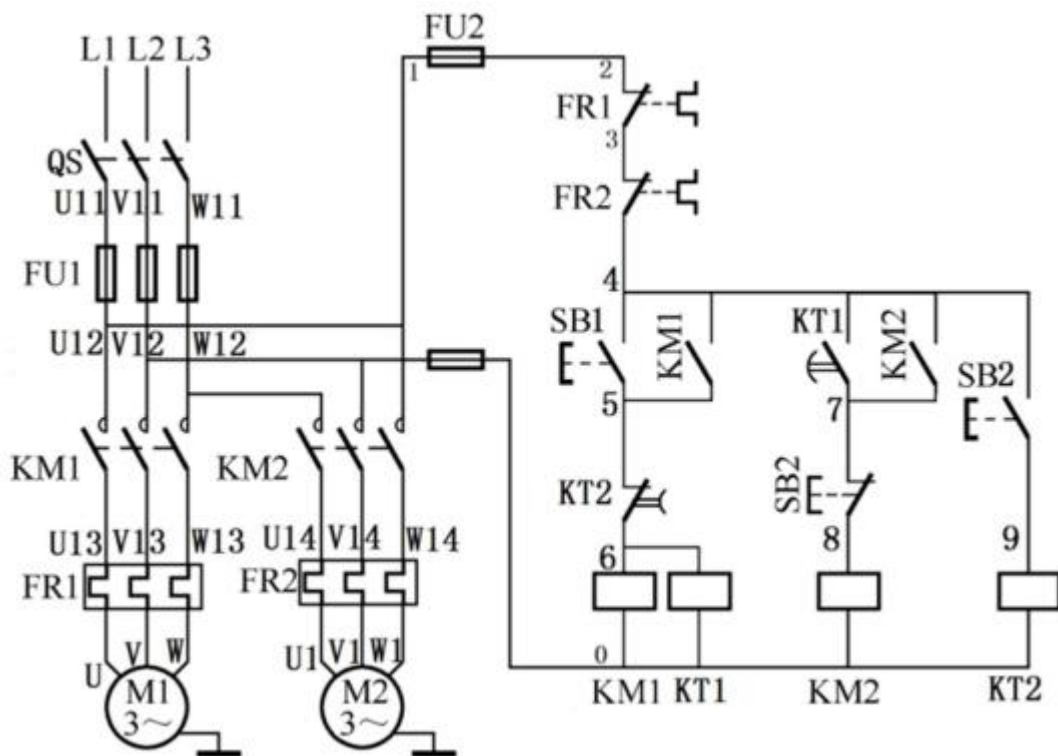 FU2
L1 L2 L3
1
2
FR1
3
QS
U11 V11 W11
FR2
FU1
4
U12 V12 W12
SB1
KM1
KT1
KM2
SB2
5
7
KM1
KM2
KT2
SB2
U13 V13 W13
U14 V14 W14
6
8
9
FR1
FR2
U V W
U1 V1 W1
0
M1
3～
M2
3～
KM1 KT1 KM2 KT2